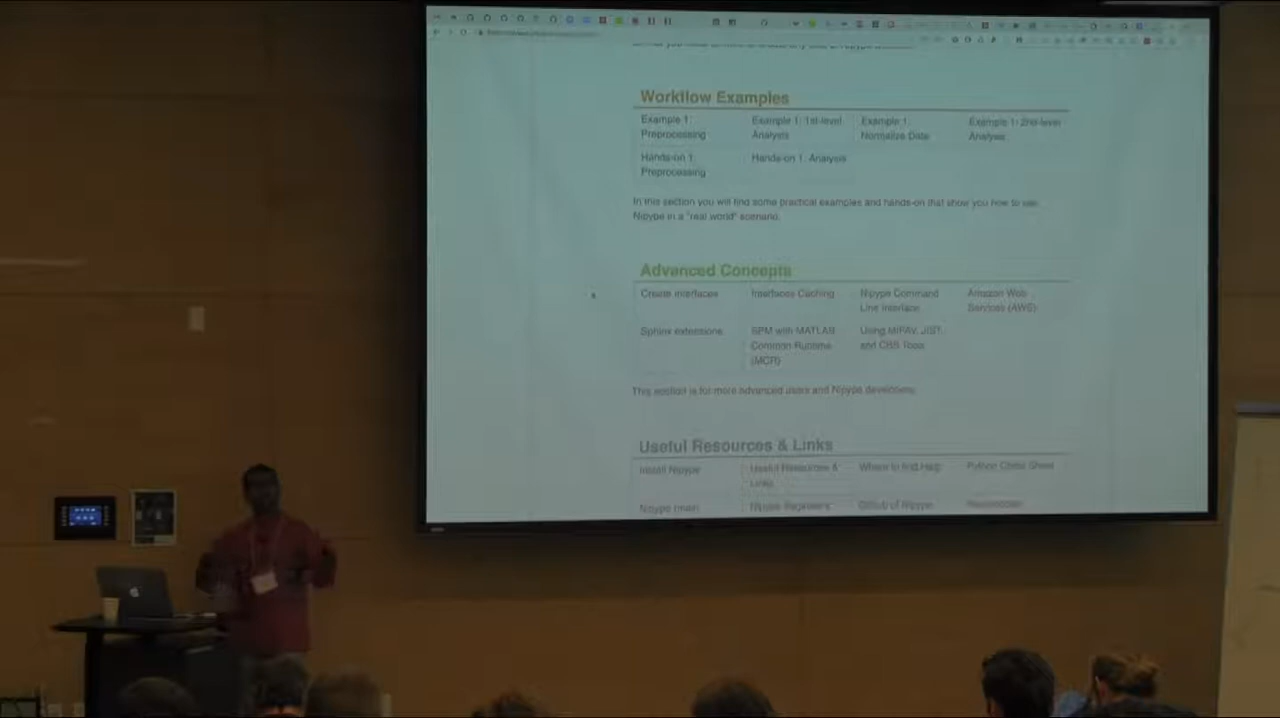 Workflow Examples
Example 1: Example 1: 1st-level Example 1: Example 1: 2nd-level
Preprocessing Analysis Normalize Data Analysis
Hands-on 1: Hands-on 1: Analysis
Preprocessing
In this section you will find some practical examples and hands-on that show you how to use
Nipype in a "real world" scenario.
Advanced Concepts
Create interfaces Interfaces Caching Nipype Command Amazon Web
Line Interface Services (AWS)
Sphinx extensions SPM with MATLAB Using MIPAV, JIST,
Common Runtime and CBS Tools
(MCR)
This section is for more advanced users and Nipype developers.
Useful Resources & Links
Install Nipype Useful Resources & Where to find Help Python Cheat Sheet
Links
Nipype Github of Nipype